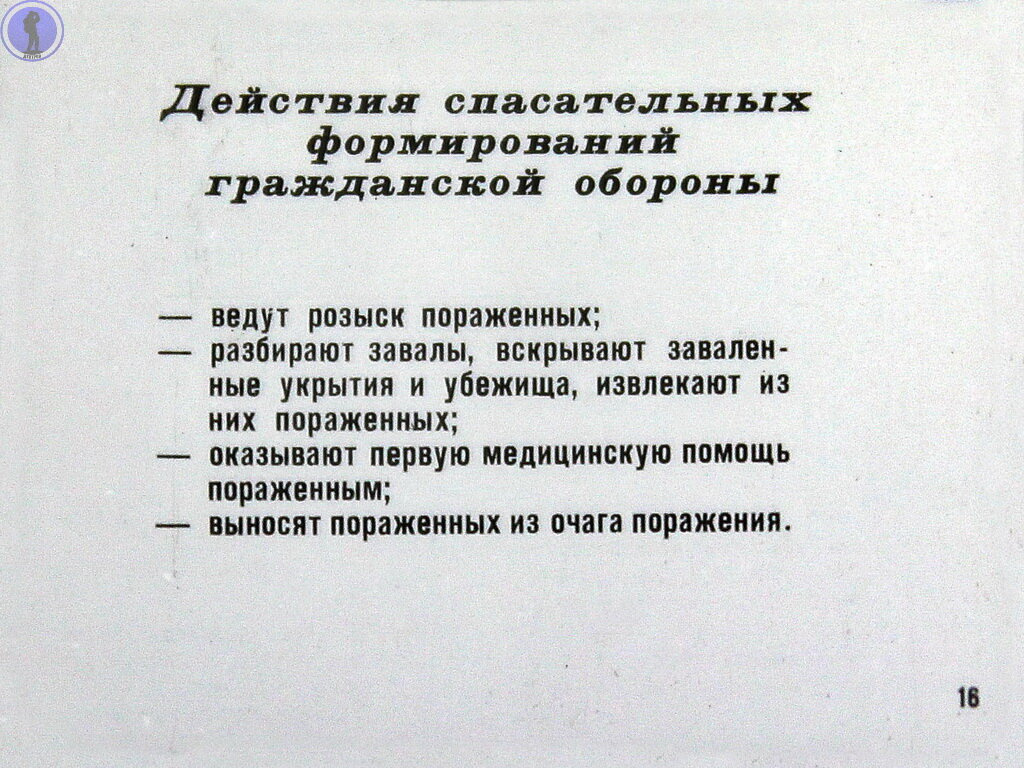 Действия спасательных
формирований
гражданской обороны
— ведут розыск пораженных;
— разбирают завалы, вскрывают завален-
ные укрытия и убежища, извлекают из
них пораженных;
— оказывают первую медицинскую помощь
пораженным;
— выносят пораженных из очага поражения.
16